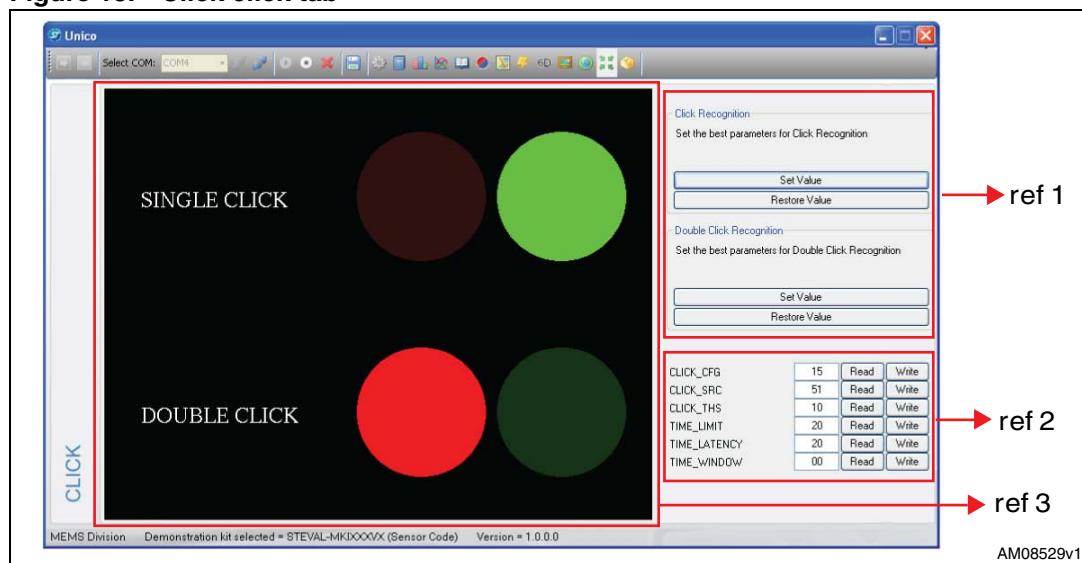 Unico
Select COM: COM4
6D
Click Recognition
Set the best parameters for Click Recognition
Set Value
Restore Value
ref 1
SINGLE CLICK
Double Click Recognition
Set the best parameters for Double Click Recognition
Set Value
Restore Value
CLICK_CFG 15 Read Write
CLICK_SRC 51 Read Write
CLICK_THS 10 Read Write
TIME_LIMIT 20 Read Write
TIME_LATENCY 20 Read Write
TIME_WINDOW 00 Read Write
ref 2
DOUBLE CLICK
CLICK
ref 3
MEMS Division Demonstration kit selected = STEVAL-MKIXXXVX (Sensor Code) Version = 1.0.0.0
AM08529v1